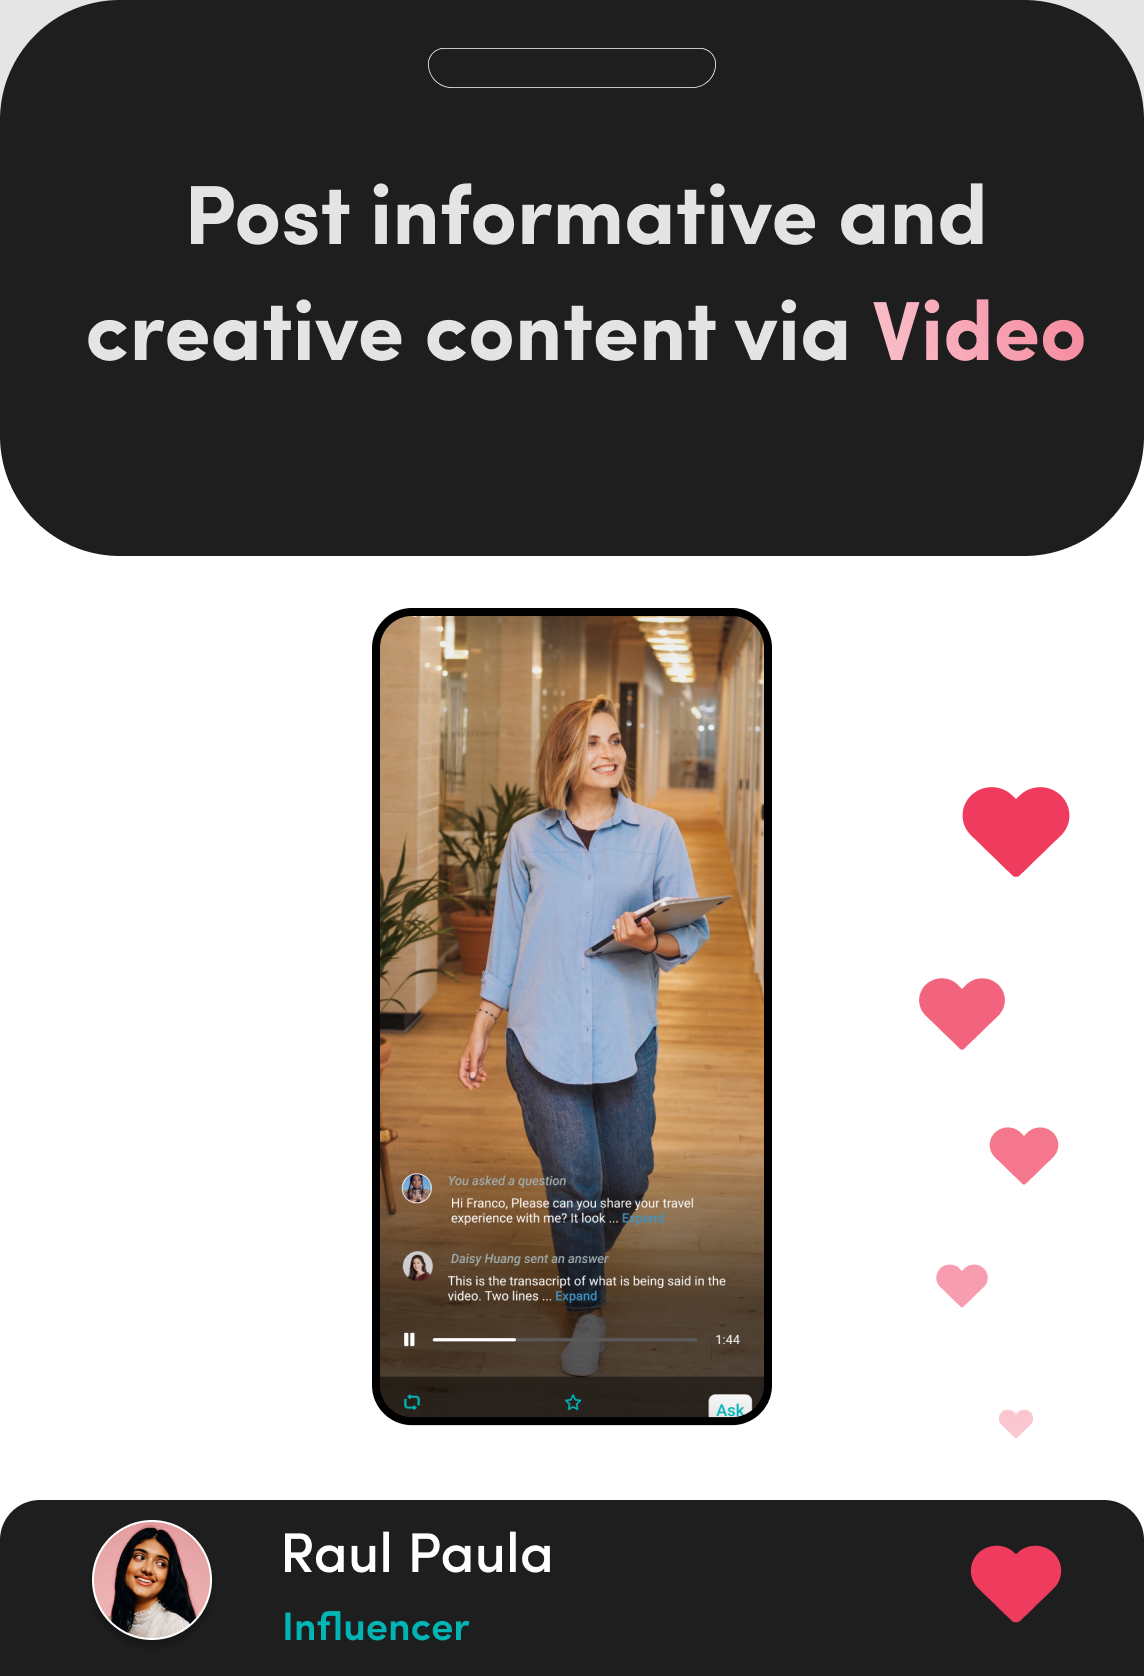 Post informative and
creative content via Video
You asked a question
Hi Franco, Please can you share your travel
experience with me? It look ... Expand
Daisy Huang sent an answer
This is the transacript of what is being said in the
video. Two lines ... Expand
1:44
Ask
Raul Paula
Influencer